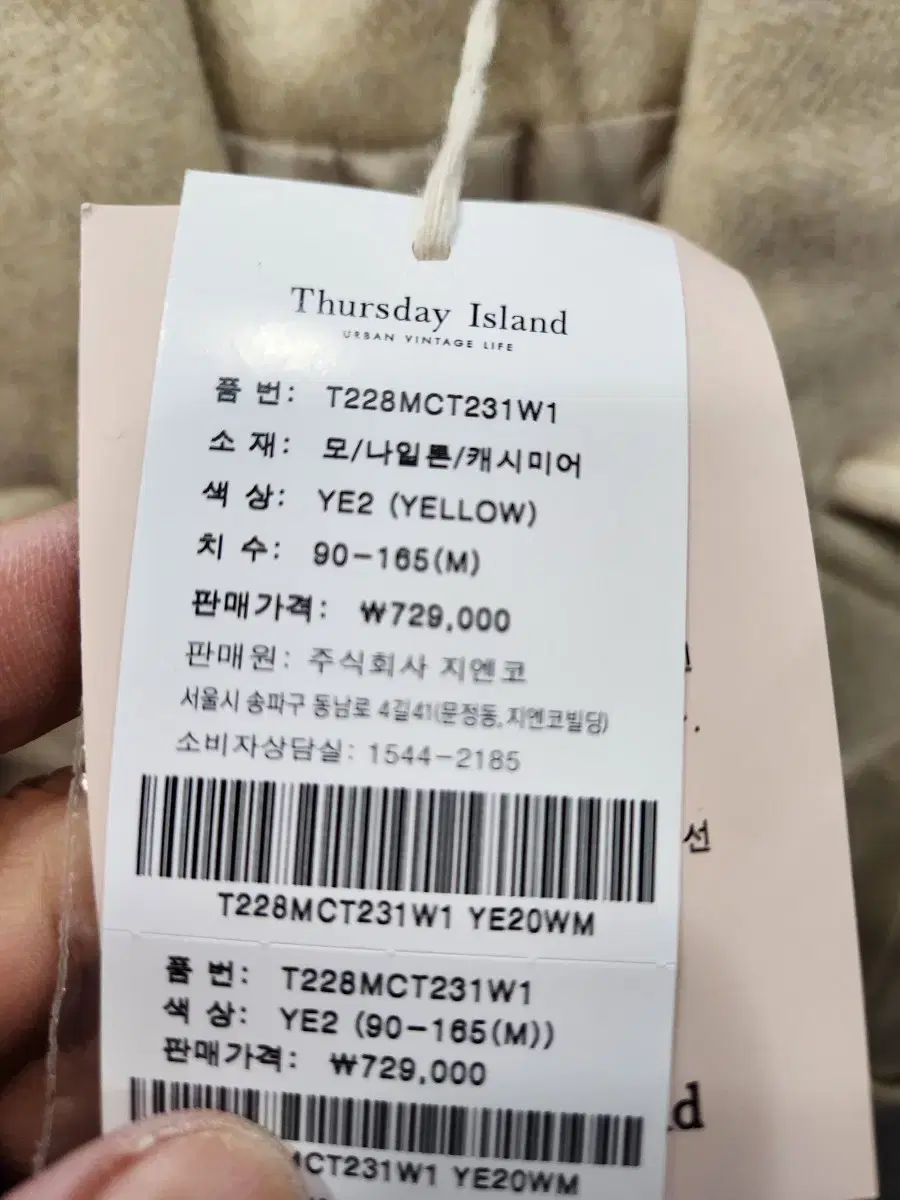 Thursday Island
URBAN VINTAGE LIFE
품 번: T228MCT231W1
소 재: 모/나일론/캐시미어
색 상: YE2 (YELLOW)
치 수: 90-165(M)
판매가격: ₩729,000
판매원: 주식회사 지엔코
서울시 송파구 동남로 4길41(문정동,지엔코빌딩)
소비자상담실: 1544-2185
T228MCT231W1 YE20WM
품 번: T228MCT231W1
색 상: YE2 (90-165(M))
판매가격: ₩729,000
CT231W1 YE20WM
선
d